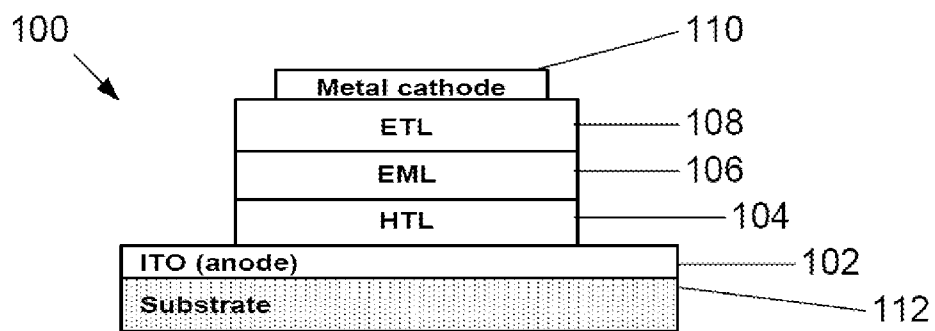 100
110
Metal cathode
ETL
108
EML
106
HTL
104
ITO (anode)
102
Substrate
112